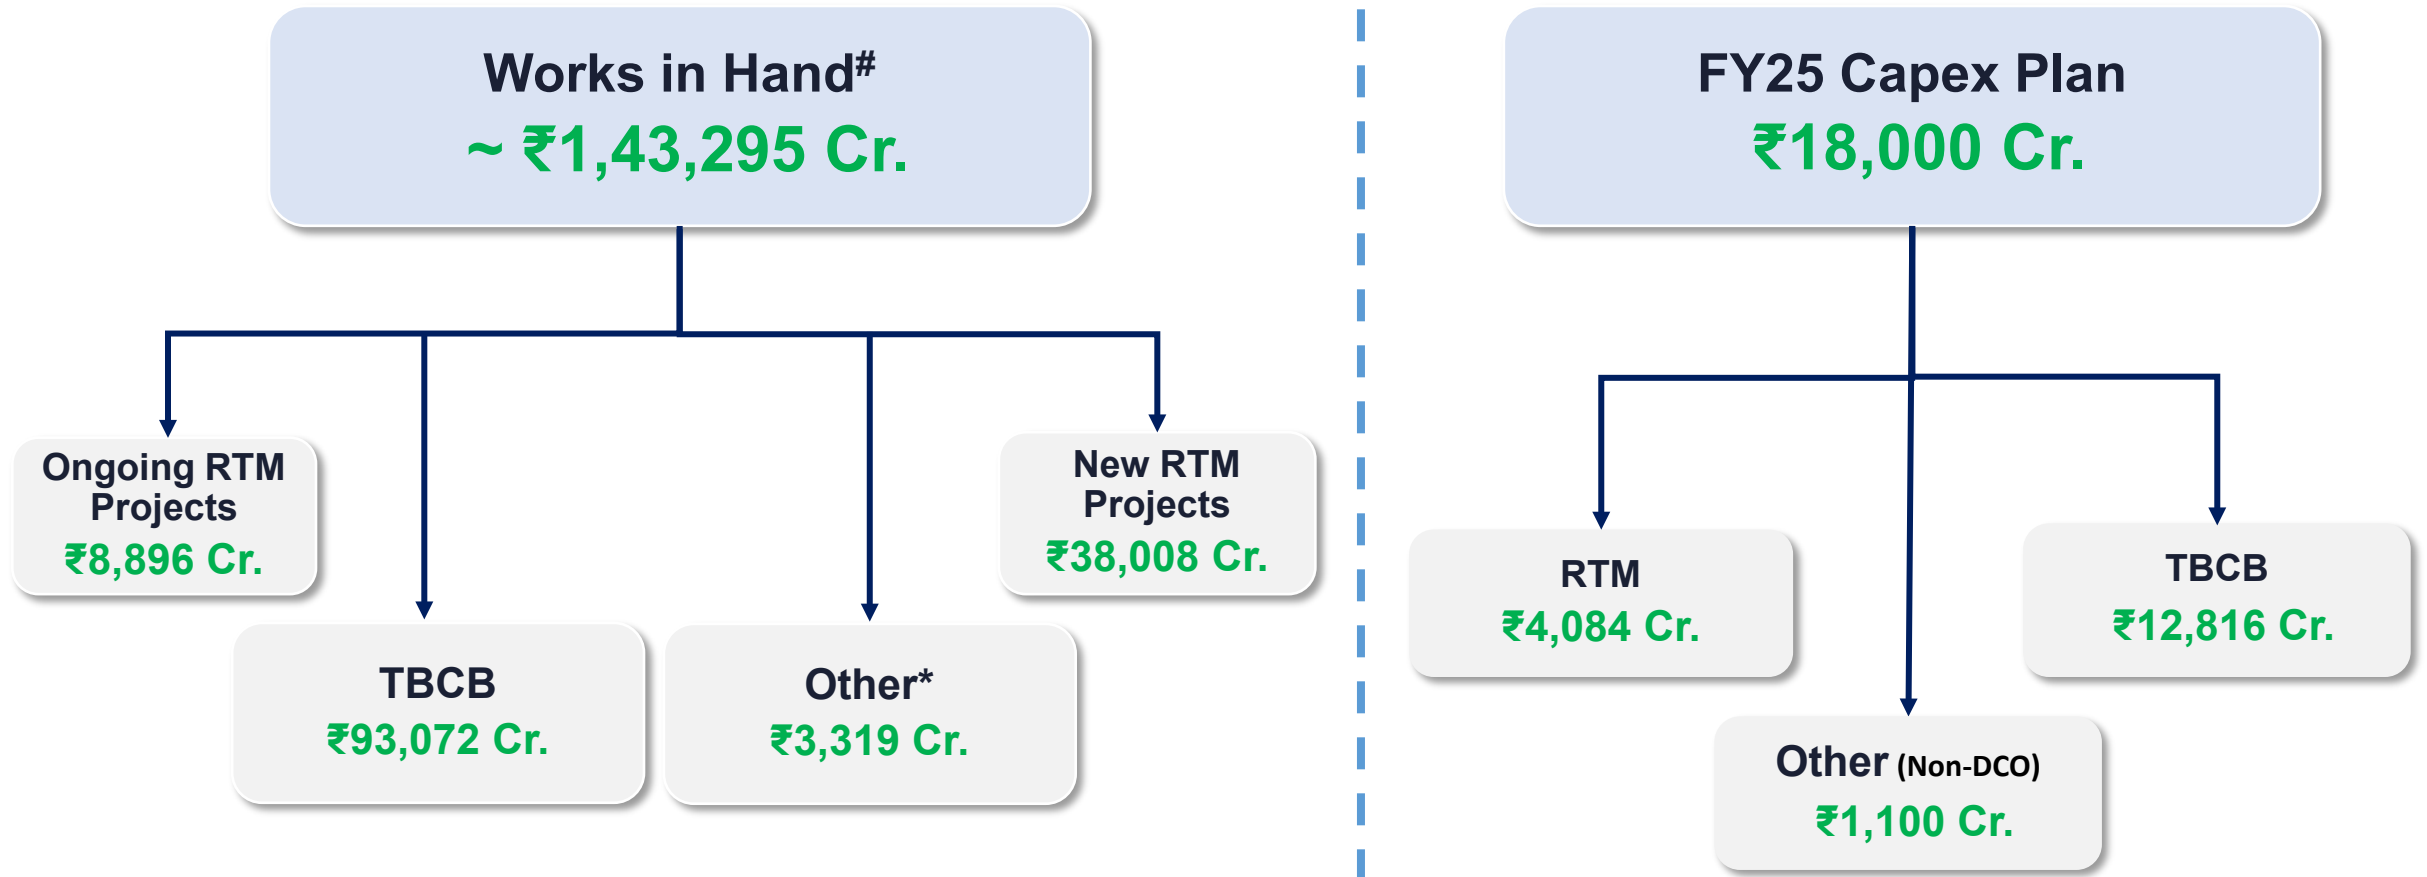 Works in Hand#
~ ₹1,43,295 Cr.
Ongoing RTM
Projects
₹8,896 Cr.
TBCB
₹93,072 Cr.
Other*
₹3,319 Cr.
New RTM
Projects
₹38,008 Cr.
FY25 Capex Plan
₹18,000 Cr.
RTM
₹4,084 Cr.
Other (Non-DCO)
₹1,100 Cr.
TBCB
₹12,816 Cr.